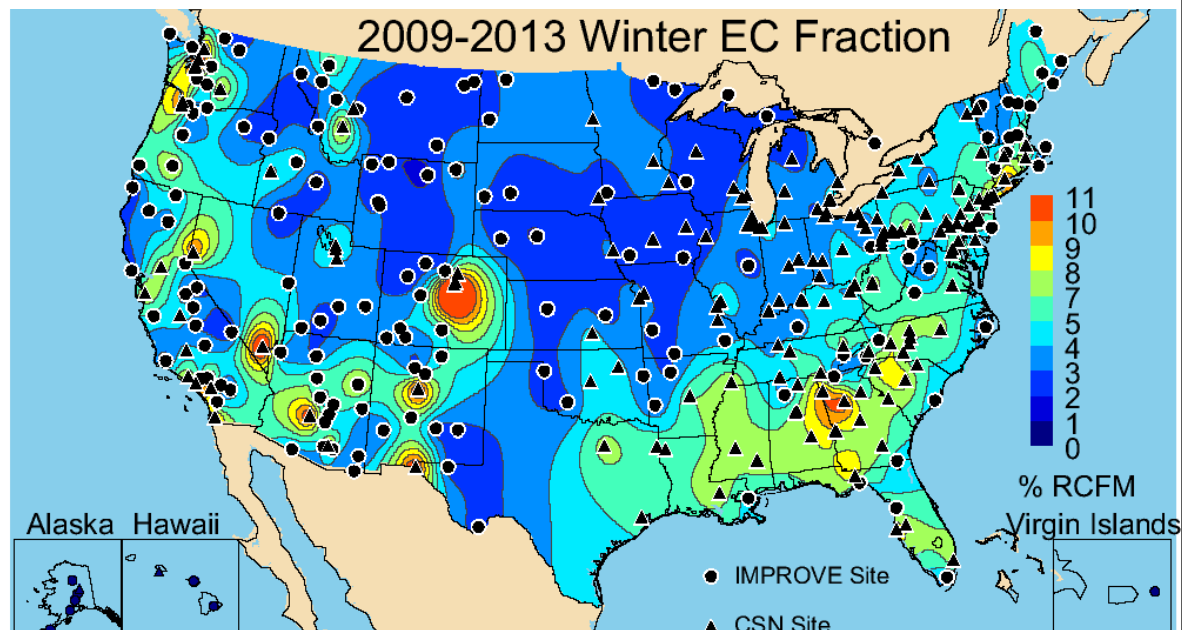 2009-2013 Winter EC Fraction
11
10
9
8
7
5
4
3
2
1
0
% RCFM
Alaska Hawaii
Virgin Islands
IMPROVE Site
CSN Site